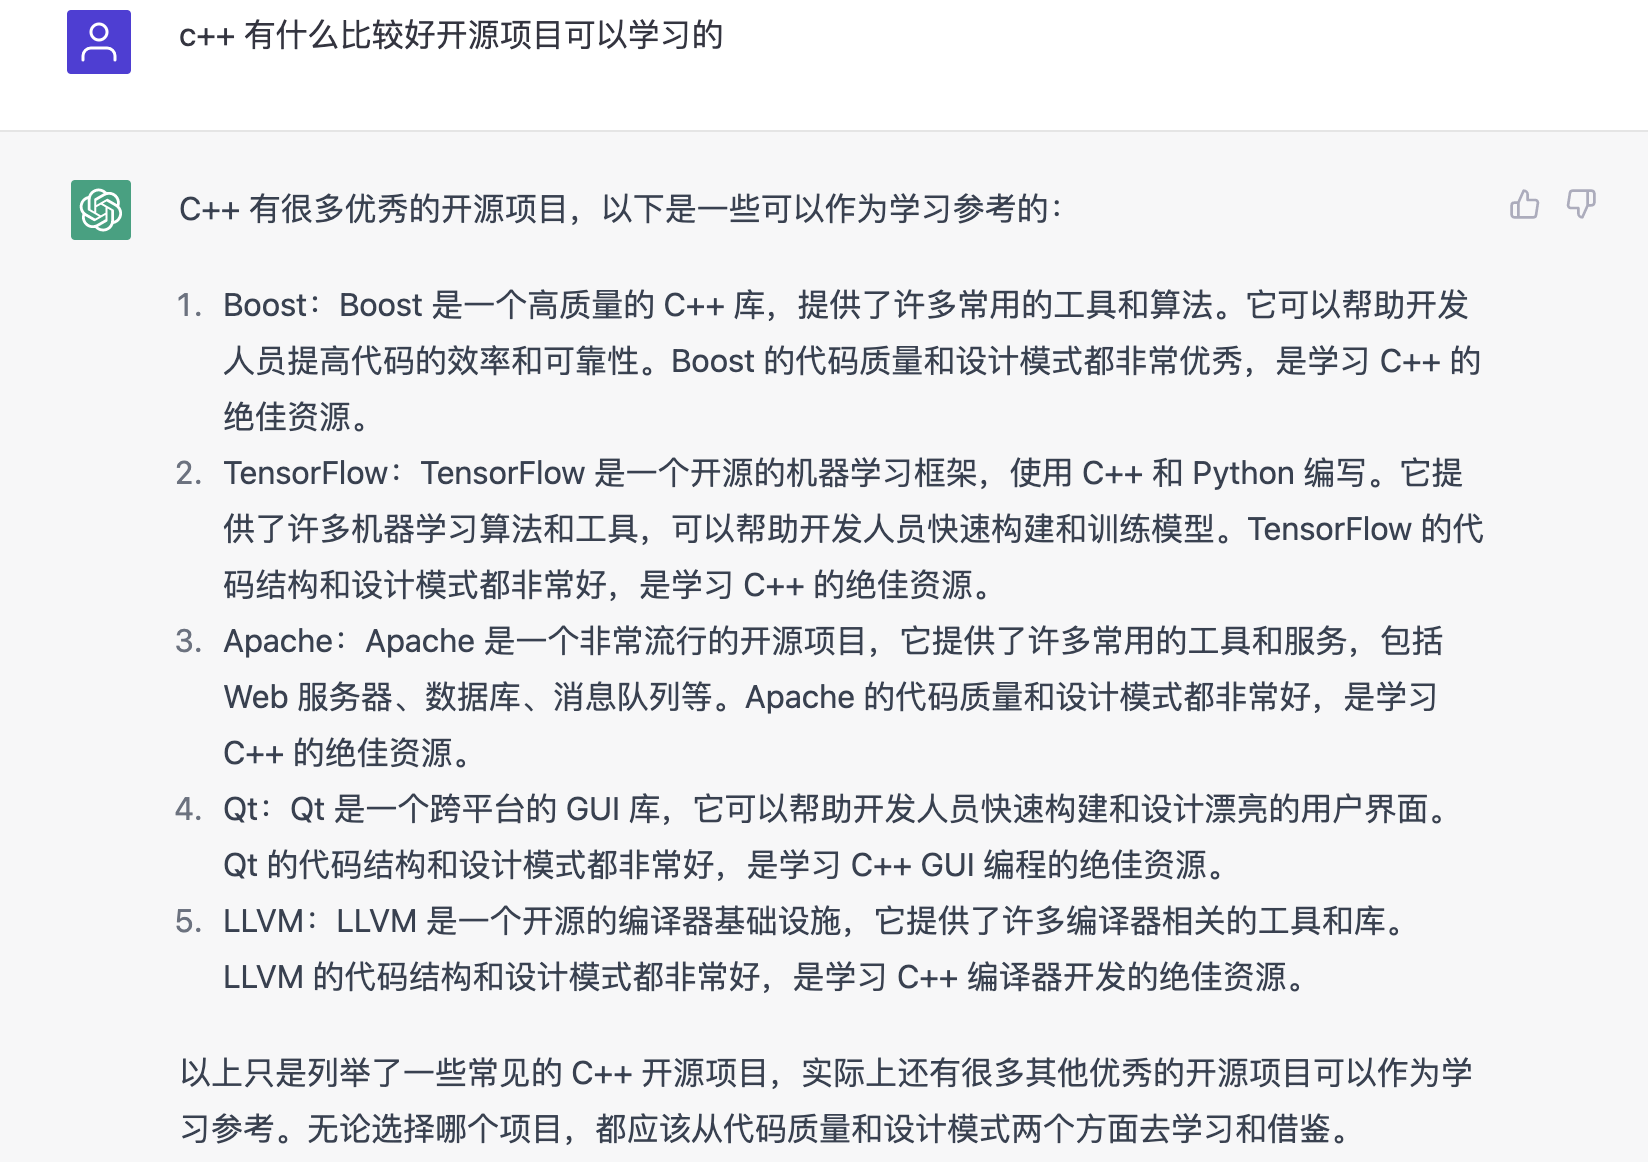 c++ 有什么比较好开源项目可以学习的
C++ 有很多优秀的开源项目，以下是一些可以作为学习参考的：
1. Boost：Boost 是一个高质量的 C++ 库，提供了许多常用的工具和算法。它可以帮助开发
人员提高代码的效率和可靠性。Boost 的代码质量和设计模式都非常优秀，是学习 C++ 的
绝佳资源。
2. TensorFlow：TensorFlow 是一个开源的机器学习框架，使用 C++ 和 Python 编写。它提
供了许多机器学习算法和工具，可以帮助开发人员快速构建和训练模型。TensorFlow 的代
码结构和设计模式都非常好，是学习 C++ 的绝佳资源。
3. Apache：Apache 是一个非常流行的开源项目，它提供了许多常用的工具和服务，包括
Web 服务器、数据库、消息队列等。Apache 的代码质量和设计模式都非常好，是学习
C++ 的绝佳资源。
4. Qt：Qt 是一个跨平台的 GUI 库，它可以帮助开发人员快速构建和设计漂亮的用户界面。
Qt 的代码结构和设计模式都非常好，是学习 C++ GUI 编程的绝佳资源。
5. LLVM：LLVM 是一个开源的编译器基础设施，它提供了许多编译器相关的工具和库。
LLVM 的代码结构和设计模式都非常好，是学习 C++ 编译器开发的绝佳资源。
以上只是列举了一些常见的 C++ 开源项目，实际上还有很多其他优秀的开源项目可以作为学
习参考。无论选择哪个项目，都应该从代码质量和设计模式两个方面去学习和借鉴。